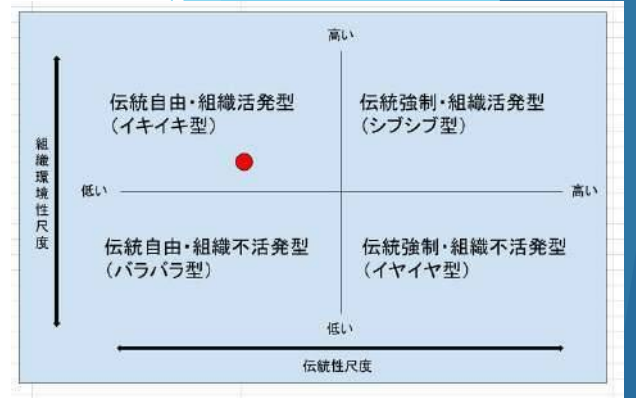 高い
伝統自由・組織活発型
(イキイキ型)
伝統強制・組織活発型
(シブシブ型)
組織環境性尺度
低い
高い
伝統自由・組織不活発型
(バラバラ型)
伝統強制・組織不活発型
(イヤイヤ型)
低い
伝統性尺度